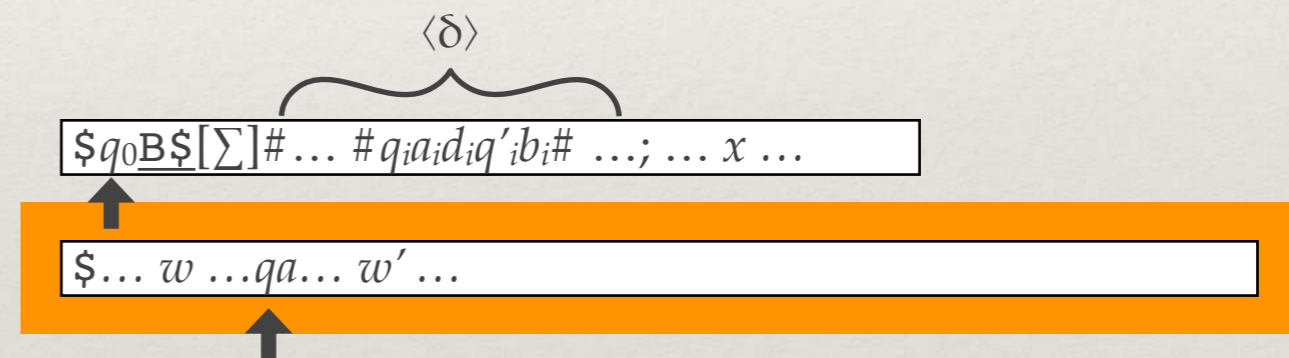 ⟨δ⟩
$q₀B$[∑]#… #qᵢaᵢdᵢq′ᵢbᵢ# …; … x …
$… w …qa… w′ …